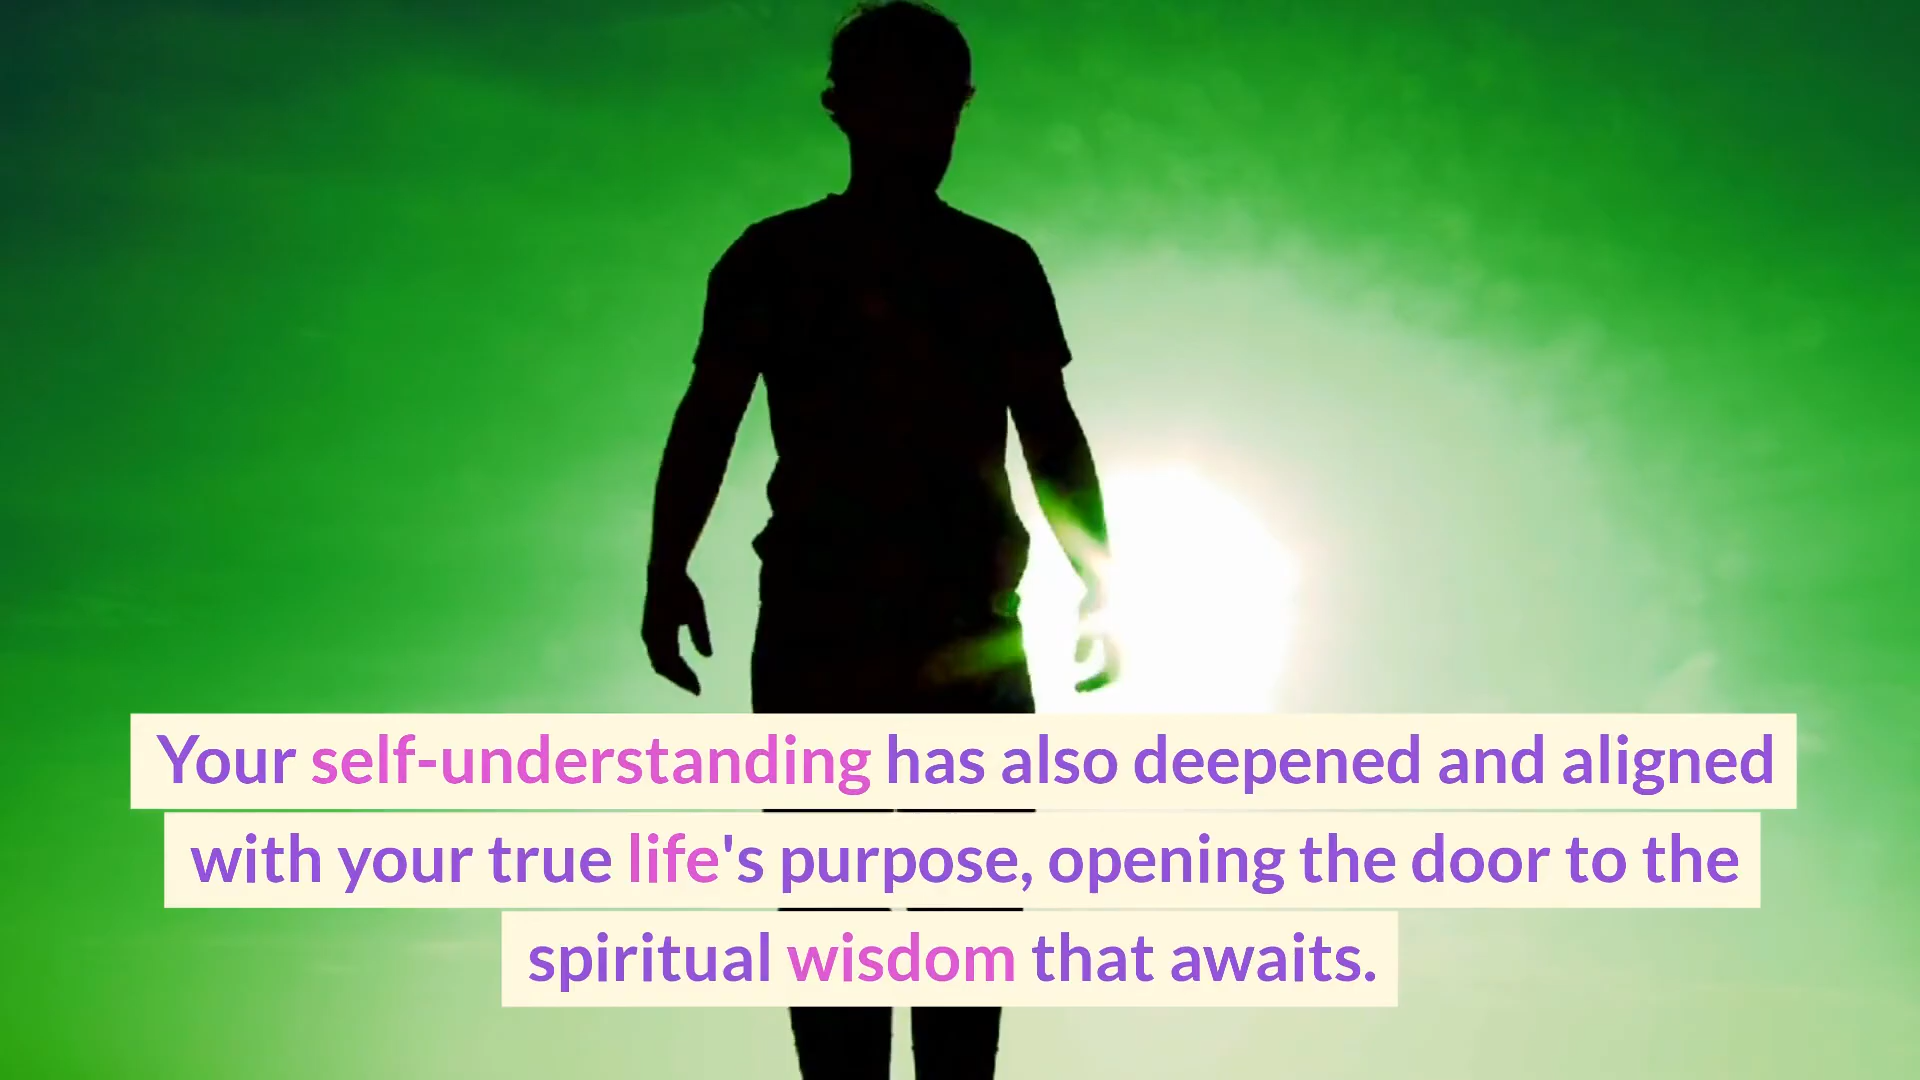 Your self-understanding has also deepened and aligned
with your true life's purpose, opening the door to the
spiritual wisdom that awaits.